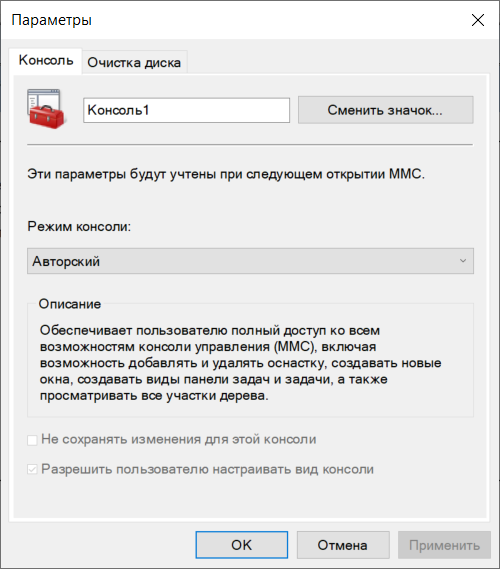 Параметры
Консоль
Очистка диска
Консоль1
Сменить значок...
Эти параметры будут учтены при следующем открытии MMC.
Режим консоли:
Авторский
Описание
Обеспечивает пользователю полный доступ ко всем
возможностям консоли управления (MMC), включая
возможность добавлять и удалять оснастку, создавать новые
окна, создавать виды панели задач и задачи, а также
просматривать все участки дерева.
Не сохранять изменения для этой консоли
Разрешить пользователю настраивать вид консоли
OK
Отмена
Применить